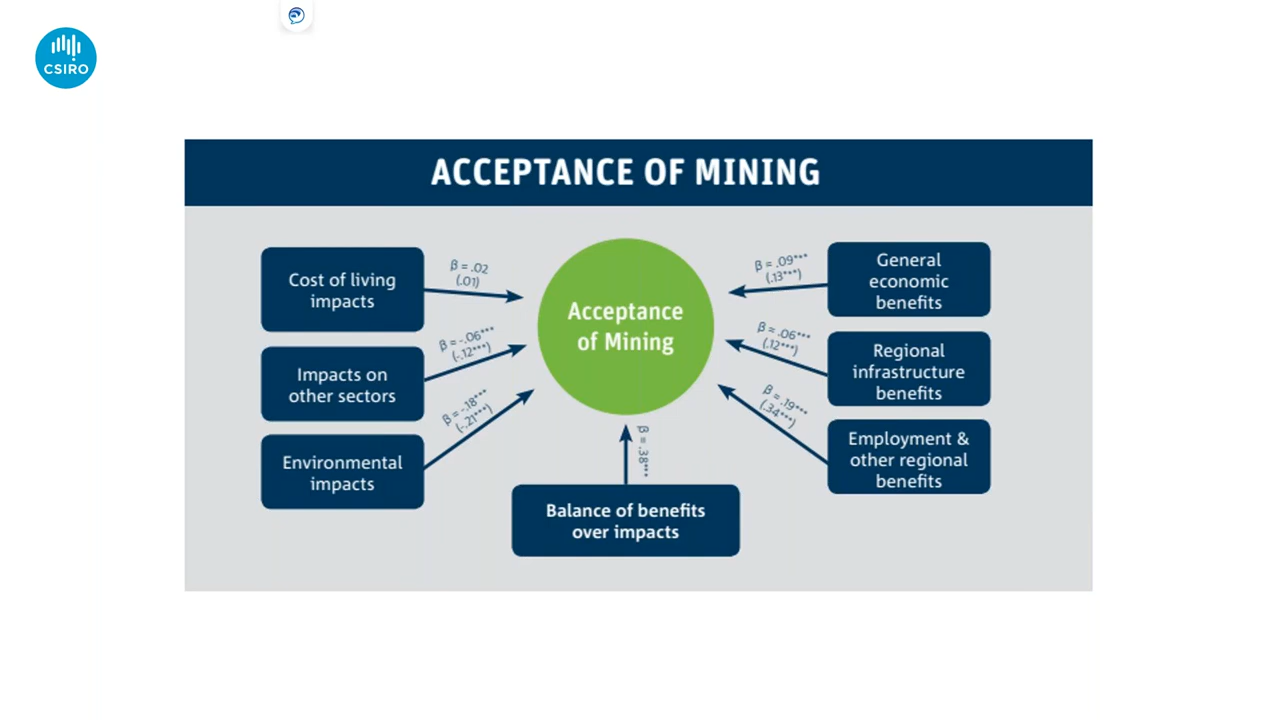 CSIRO
ACCEPTANCE OF MINING
Cost of living
impacts
β = .02
(.01)
Impacts on
other sectors
β = -.06***
(-.12***)
Environmental
impacts
β = -.18***
(-.21***)
Acceptance
of Mining
β = .38***
Balance of benefits
over impacts
β = .09***
(.13***)
General
economic
benefits
β = .06***
(.12***)
Regional
infrastructure
benefits
β = .19***
(.34***)
Employment &
other regional
benefits